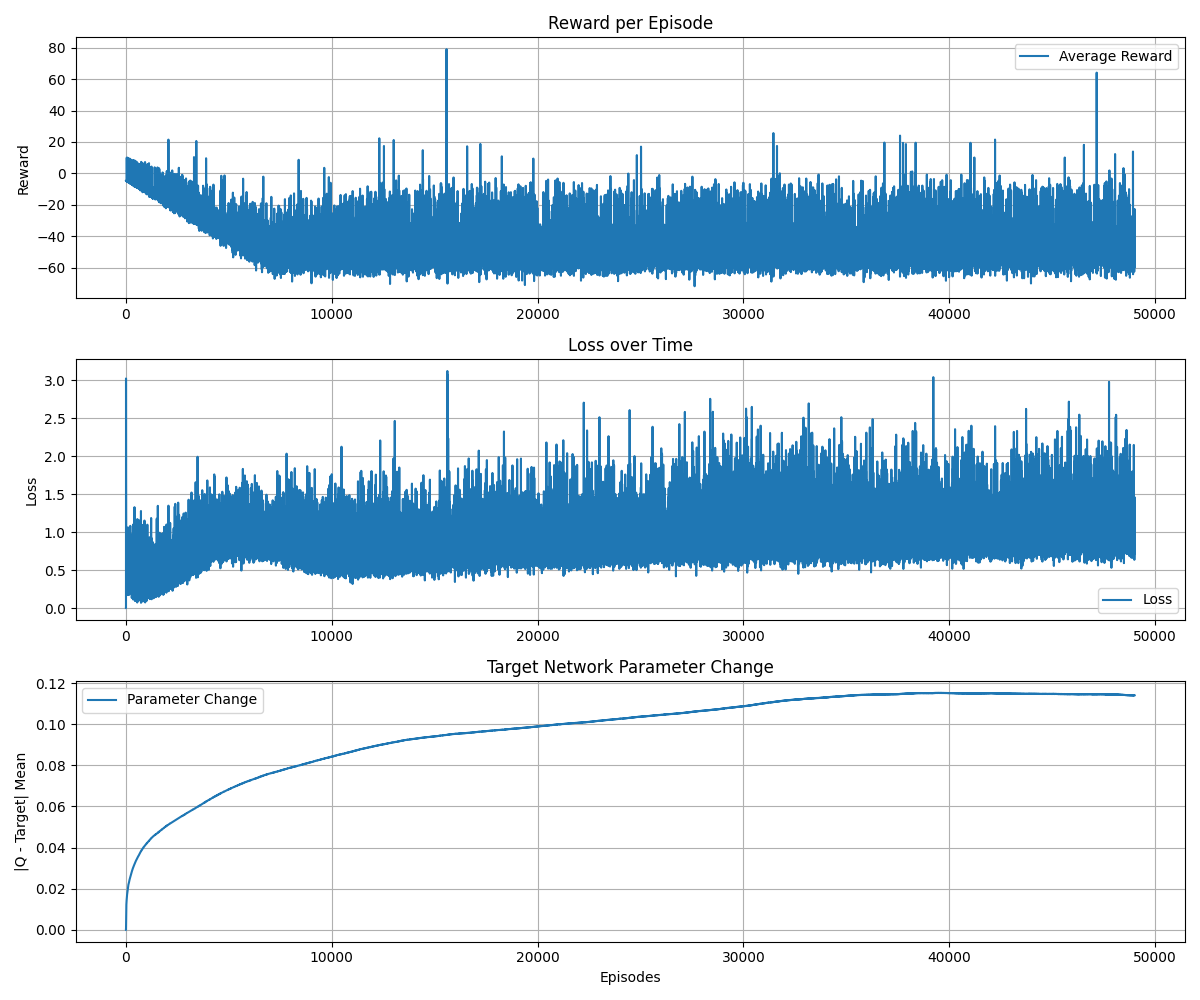 Reward per Episode
80
60
40
20
0
−20
−40
−60
Reward
Average Reward
0 10000 20000 30000 40000 50000
Loss over Time
3.0
2.5
2.0
1.5
1.0
0.5
0.0
Loss
Loss
0 10000 20000 30000 40000 50000
Target Network Parameter Change
0.12
0.10
0.08
0.06
0.04
0.02
0.00
|Q - Target| Mean
Parameter Change
0 10000 20000 30000 40000 50000
Episodes